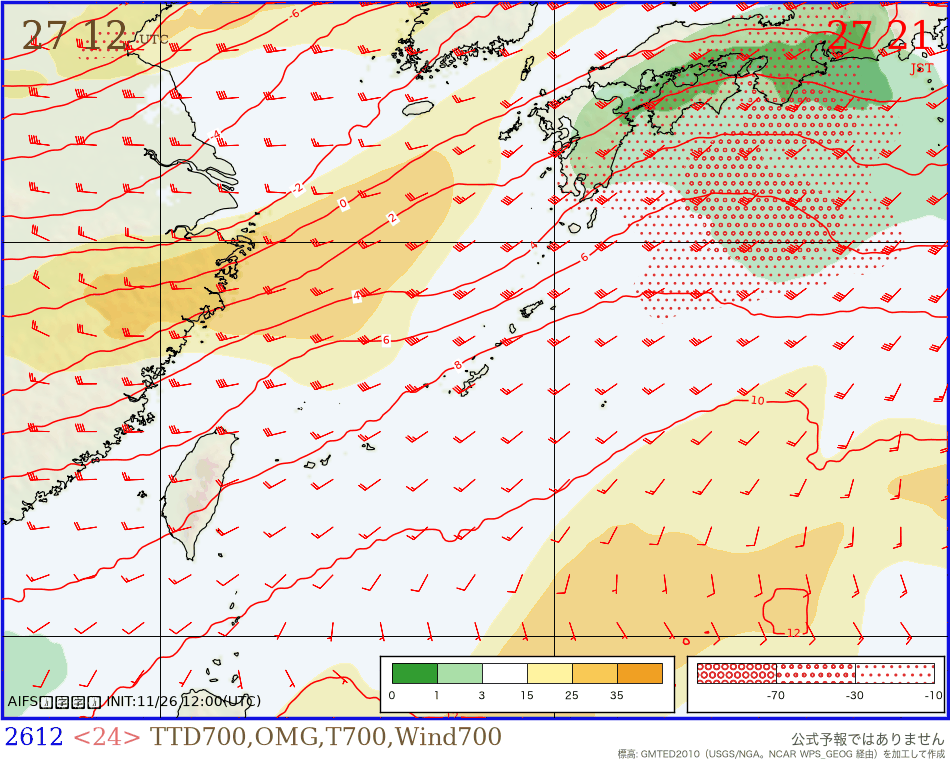 27 12 (UTC)
27 21
JST
-6
-4
-2
0
2
4
4
6
6
8
10
12
0 1 3 15 25 35
-70 -30 -10
AIFS INIT:11/26 12:00(UTC)
2612 <24> TTD700,OMG,T700,Wind700
公式予報ではありません
標高: GMTED2010（USGS/NGA。NCAR WPS_GEOG 経由）を加工して作成